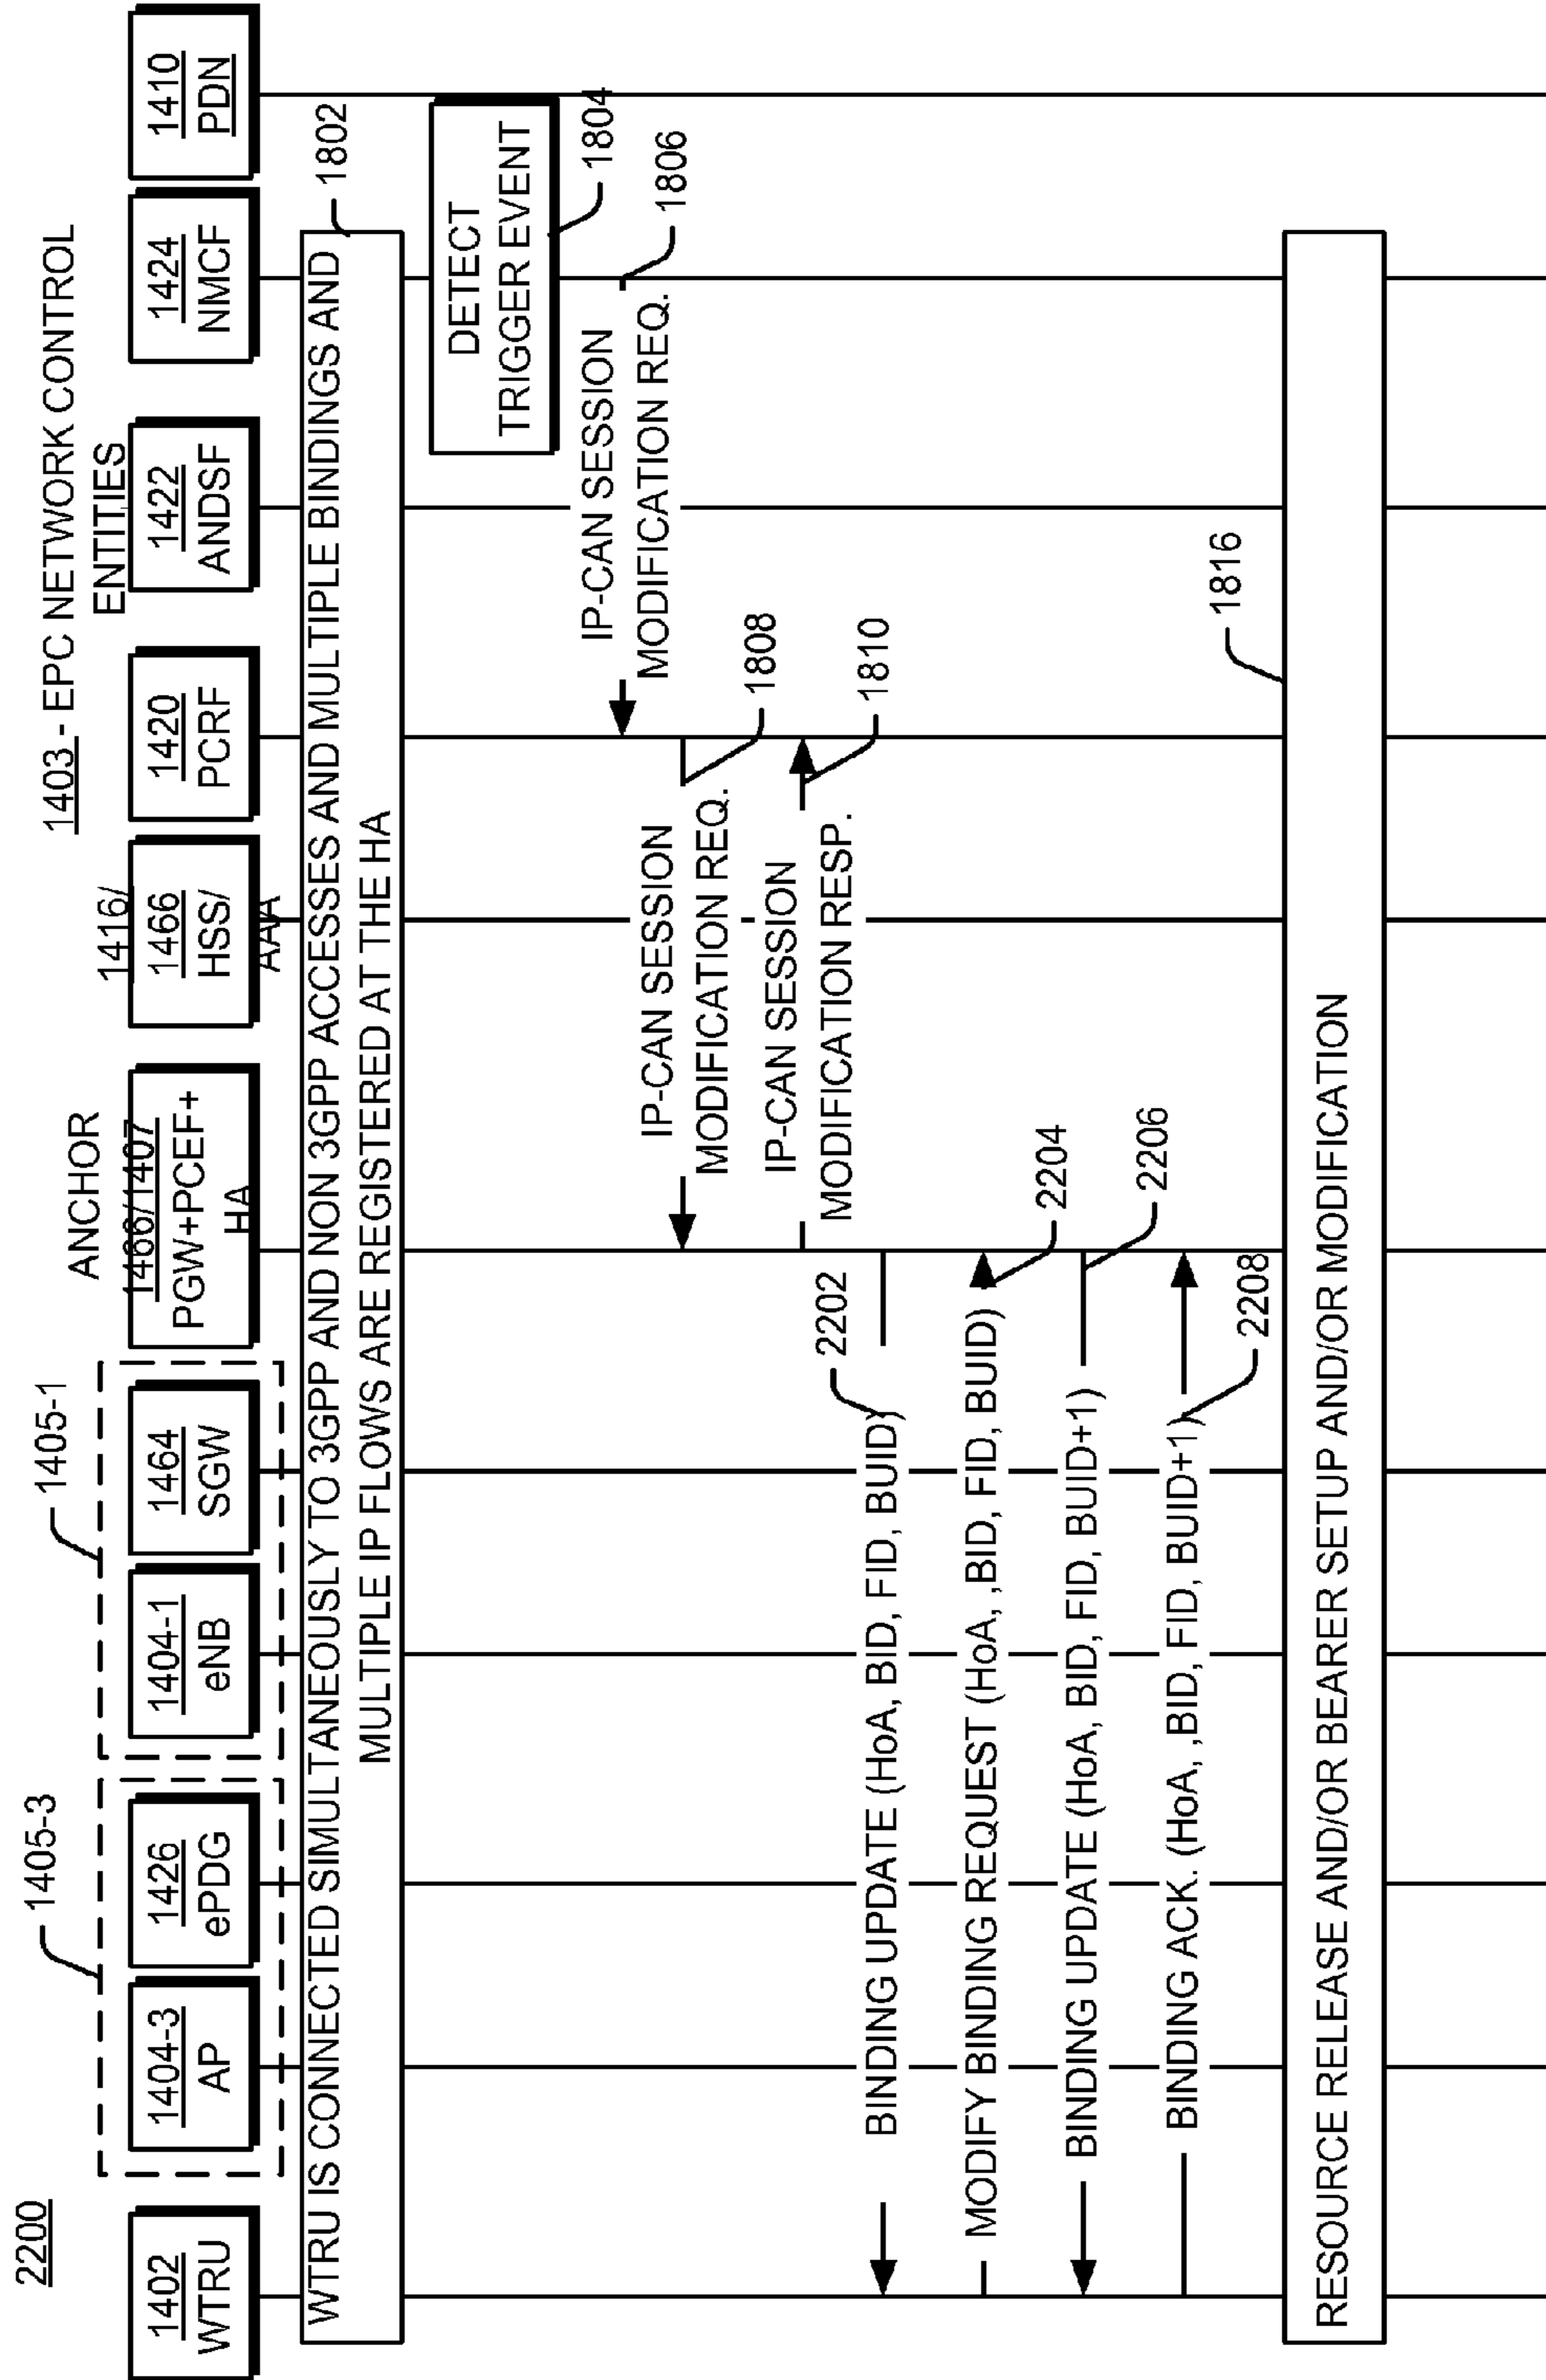 2200
1405-3
1405-1
ANCHOR
1403 - EPC NETWORK CONTROL
ENTITIES
1402
WTRU
1404-3
AP
1426
ePDG
1404-1
eNB
1464
SGW
1466/1407
PGW+PCEF+
HA
1416/
1466
HSS/
AAA
1420
PCRF
1422
ANDSF
1424
NMCF
1410
PDN
WTRU IS CONNECTED SIMULTANEOUSLY TO 3GPP AND NON 3GPP ACCESSES AND MULTIPLE BINDINGS AND
MULTIPLE IP FLOWS ARE REGISTERED AT THE HA
1802
DETECT
TRIGGER EVENT
1804
IP-CAN SESSION
MODIFICATION REQ.
1806
IP-CAN SESSION
MODIFICATION REQ.
1808
IP-CAN SESSION
MODIFICATION RESP.
1810
BINDING UPDATE (HoA, BID, FID, BUID)
2202
MODIFY BINDING REQUEST (HoA, ,BID, FID, BUID)
2204
BINDING UPDATE (HoA, BID, FID, BUID+1)
2206
BINDING ACK. (HoA, ,BID, FID, BUID+1)
2208
RESOURCE RELEASE AND/OR BEARER SETUP AND/OR MODIFICATION
1816